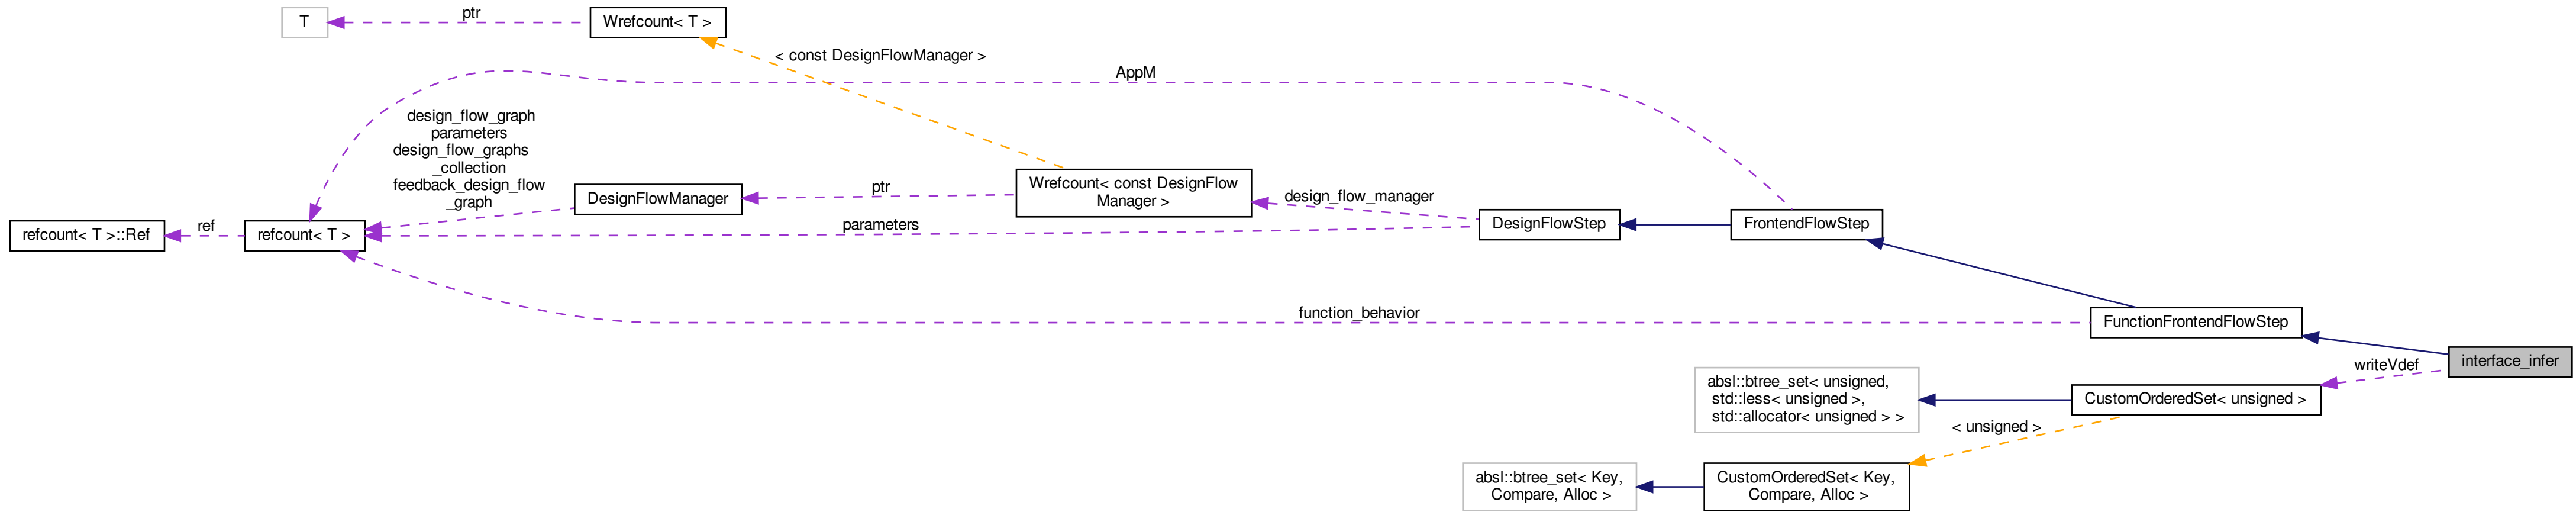 T
ptr
Wrefcount< T >
< const DesignFlowManager >
AppM
design_flow_graph
parameters
design_flow_graphs
_collection
feedback_design_flow
_graph
refcount< T >::Ref
ref
refcount< T >
DesignFlowManager
ptr
Wrefcount< const DesignFlow
Manager >
design_flow_manager
parameters
DesignFlowStep
FrontendFlowStep
function_behavior
FunctionFrontendFlowStep
interface_infer
writeVdef
absl::btree_set< unsigned,
std::less< unsigned >,
std::allocator< unsigned > >
CustomOrderedSet< unsigned >
< unsigned >
absl::btree_set< Key,
Compare, Alloc >
CustomOrderedSet< Key,
Compare, Alloc >